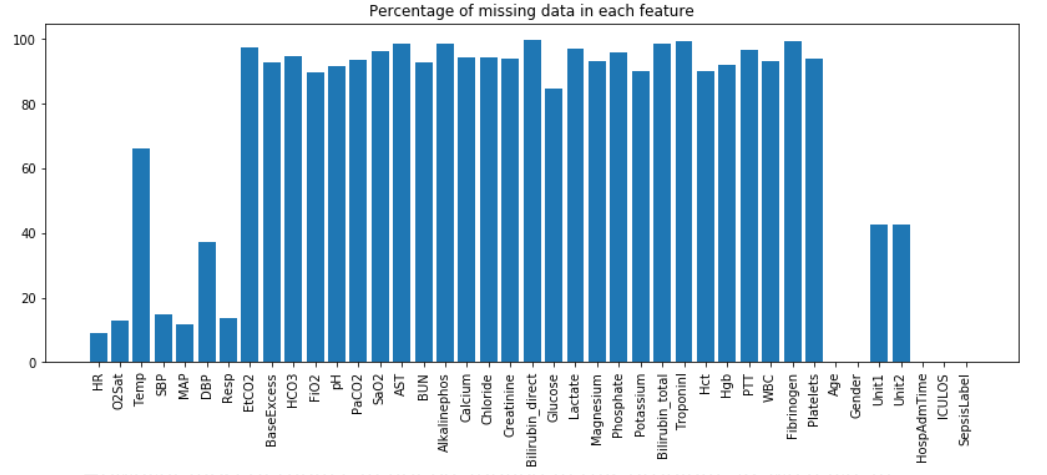 Percentage of missing data in each feature
100
80
60
40
20
0
HR
O2Sat
Temp
SBP
MAP
DBP
Resp
EtCO2
BaseExcess
HCO3
FiO2
pH
PaCO2
SaO2
AST
BUN
Alkalinephos
Calcium
Chloride
Creatinine
Bilirubin_direct
Glucose
Lactate
Magnesium
Phosphate
Potassium
Bilirubin_total
TroponinI
Hct
Hgb
PTT
WBC
Fibrinogen
Platelets
Age
Gender
Unit1
Unit2
HospAdmTime
ICULOS
SepsisLabel